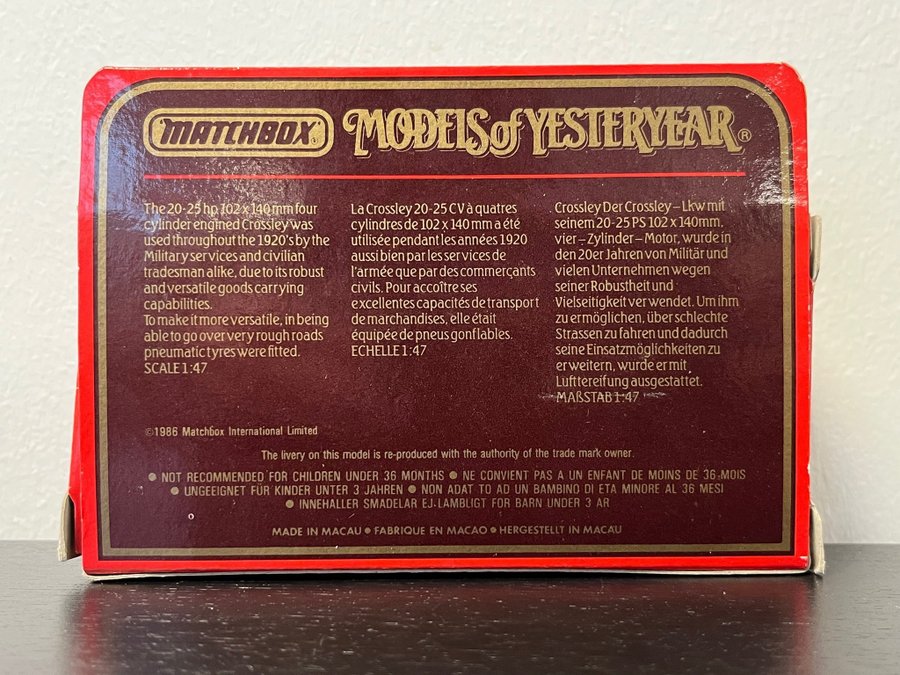 MATCHBOX MODELS of YESTERYEAR®
The 20-25 hp. 102 x 140 mm four
cylinder engined Crossley was
used throughout the 1920's by the
Military services and civilian
tradesman alike, due to its robust
and versatile goods carrying
capabilities.
To make it more versatile, in being
able to go over very rough roads
pneumatic tyres were fitted.
SCALE 1:47
La Crossley 20-25 CV à quatres
cylindres de 102 x 140 mm a été
utilisée pendant les années 1920
aussi bien par les services de
l'armée que par des commerçants
civils. Pour accoître ses
excellentes capacités de transport
de marchandises, elle était
équipée de pneus gonflables.
ECHELLE 1:47
Crossley Der Crossley – Lkw mit
seinem 20-25 PS 102 x 140mm,
vier – Zylinder – Motor, wurde in
den 20er Jahren von Militär und
vielen Unternehmen wegen
seiner Robustheit und
Vielseitigkeit verwendet. Um ihm
zu ermöglichen, über schlechte
Strassen zu fahren und dadurch
seine Einsatzmöglichkeiten zu
erweitern, wurde er mit
Lufttereifung ausgestattet.
MAßSTAB 1:47
©1986 Matchbox International Limited
The livery on this model is re-produced with the authority of the trade mark owner.
● NOT RECOMMENDED FOR CHILDREN UNDER 36 MONTHS ● NE CONVIENT PAS A UN ENFANT DE MOINS DE 36 MOIS
● UNGEEIGNET FÜR KINDER UNTER 3 JAHREN ● NON ADAT TO AD UN BAMBINO DI ETA MINORE AL 36 MESI
● INNEHALLER SMADELAR EJ-LAMBLIGT FOR BARN UNDER 3 AR
MADE IN MACAU ● FABRIQUE EN MACAO ● HERGESTELLT IN MACAU